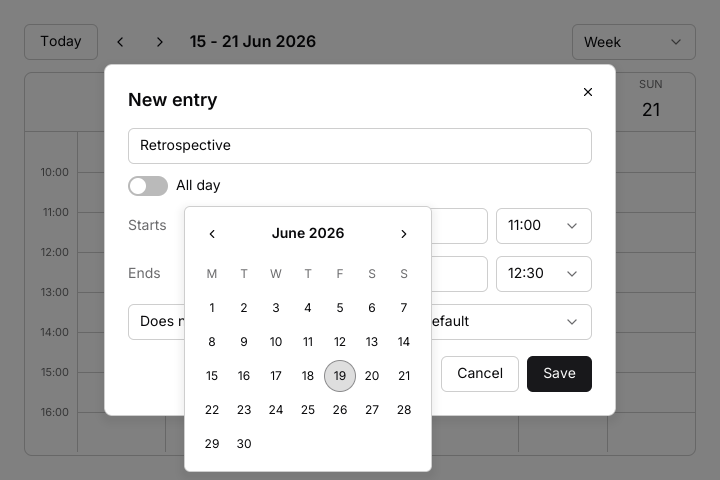 Today 15 - 21 Jun 2026 Week
SUN
21
New entry
Retrospective
All day
10:00
11:00
12:00
13:00
14:00
15:00
16:00
Starts 11:00
Ends 12:30
Does n efault
Cancel Save
June 2026
M T W T F S S
1 2 3 4 5 6 7
8 9 10 11 12 13 14
15 16 17 18 19 20 21
22 23 24 25 26 27 28
29 30